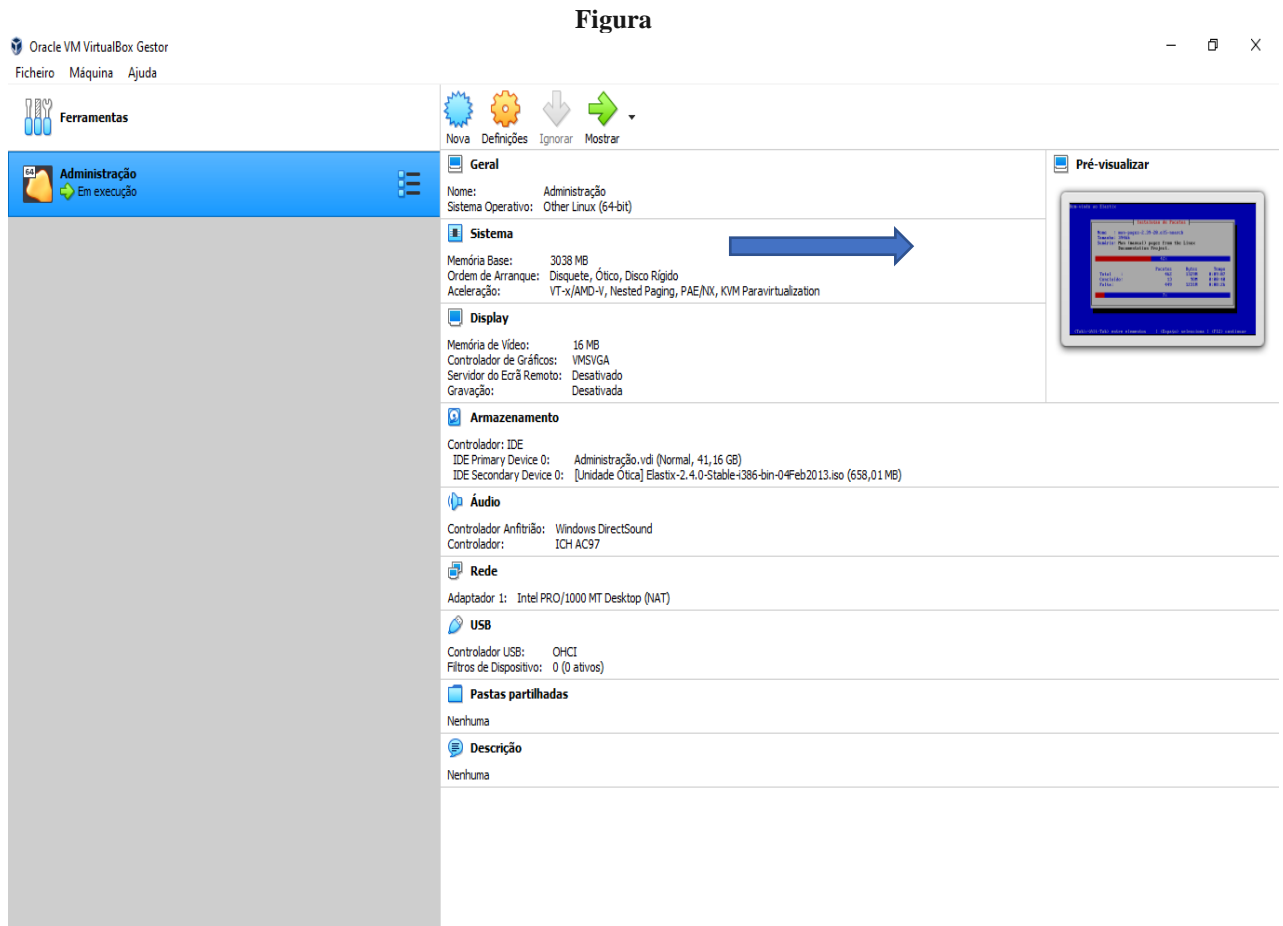 Figura
Oracle VM VirtualBox Gestor
Ficheiro Máquina Ajuda
Ferramentas
Nova Definições Ignorar Mostrar
64 Administração
Em execução
Geral
Nome: Administração
Sistema Operativo: Other Linux (64-bit)
Sistema
Memória Base: 3038 MB
Ordem de Arranque: Disquete, Ótico, Disco Rígido
Aceleração: VT-x/AMD-V, Nested Paging, PAE/NX, KVM Paravirtualization
Display
Memória de Vídeo: 16 MB
Controlador de Gráficos: VMSVGA
Servidor do Ecrã Remoto: Desativado
Gravação: Desativada
Pré-visualizar
Armazenamento
Controlador: IDE
IDE Primary Device 0: Administração.vdi (Normal, 41,16 GB)
IDE Secondary Device 0: [Unidade Ótica] Elastix-2.4.0-Stable-i386-bin-04Feb2013.iso (658,01 MB)
Áudio
Controlador Anfitrião: Windows DirectSound
Controlador: ICH AC97
Rede
Adaptador 1: Intel PRO/1000 MT Desktop (NAT)
USB
Controlador USB: OHCI
Filtros de Dispositivo: 0 (0 ativos)
Pastas partilhadas
Nenhuma
Descrição
Nenhuma